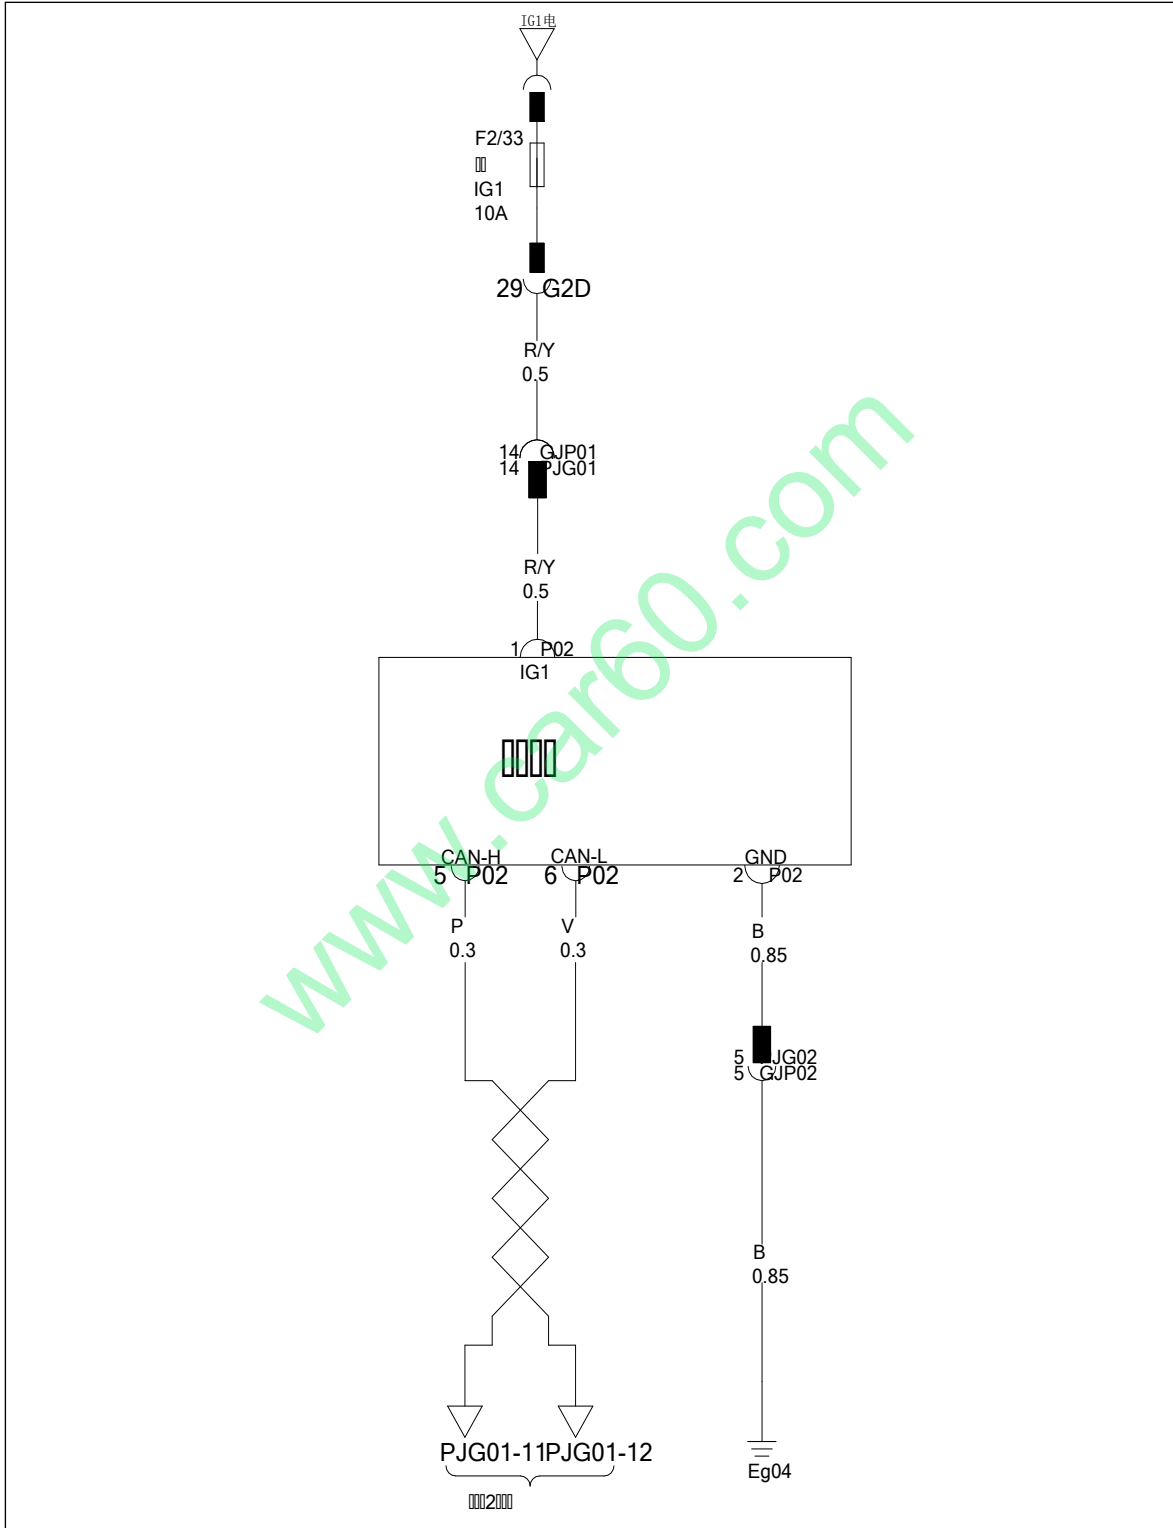 IG1电
F2/33
IG1
10A
29 G2D
R/Y
0.5
14 GJP01
14 PJG01
R/Y
0.5
1 P02
IG1
CAN-H CAN-L GND
5 P02 6 P02 2 P02
P V B
0.3 0.3 0.85
5 JG02
5 GJP02
B
0.85
PJG01-11PJG01-12
Eg04
2
www.car60.com